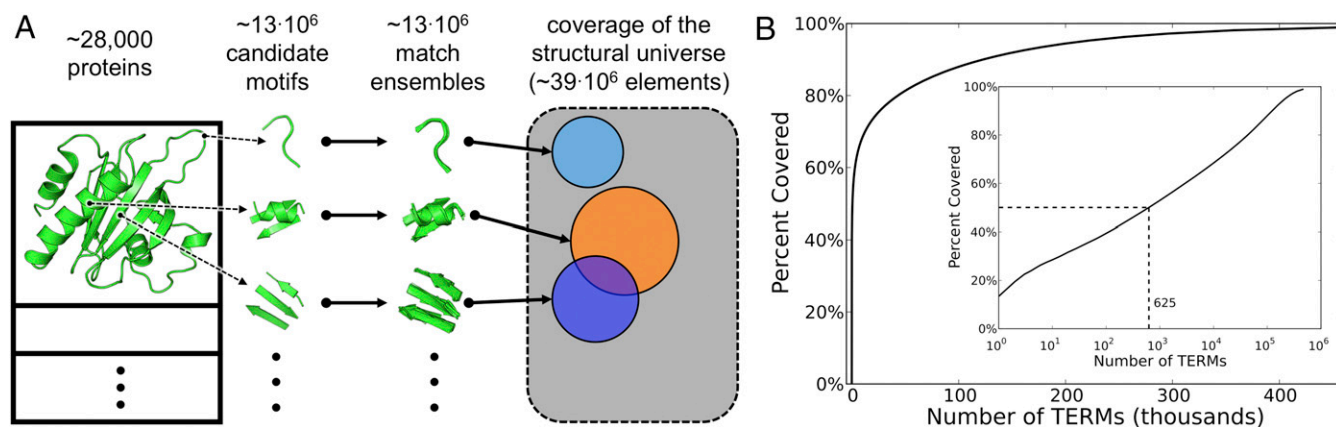 A
~28,000
proteins
~13·10⁶
candidate
motifs
~13·10⁶
match
ensembles
coverage of the
structural universe
(~39·10⁶ elements)
B
Percent Covered
100%
80%
60%
40%
20%
0%
0
100
200
300
400
Number of TERMs (thousands)
Percent Covered
100%
80%
60%
40%
20%
0%
625
10⁰
10¹
10²
10³
10⁴
10⁵
10⁶
Number of TERMs